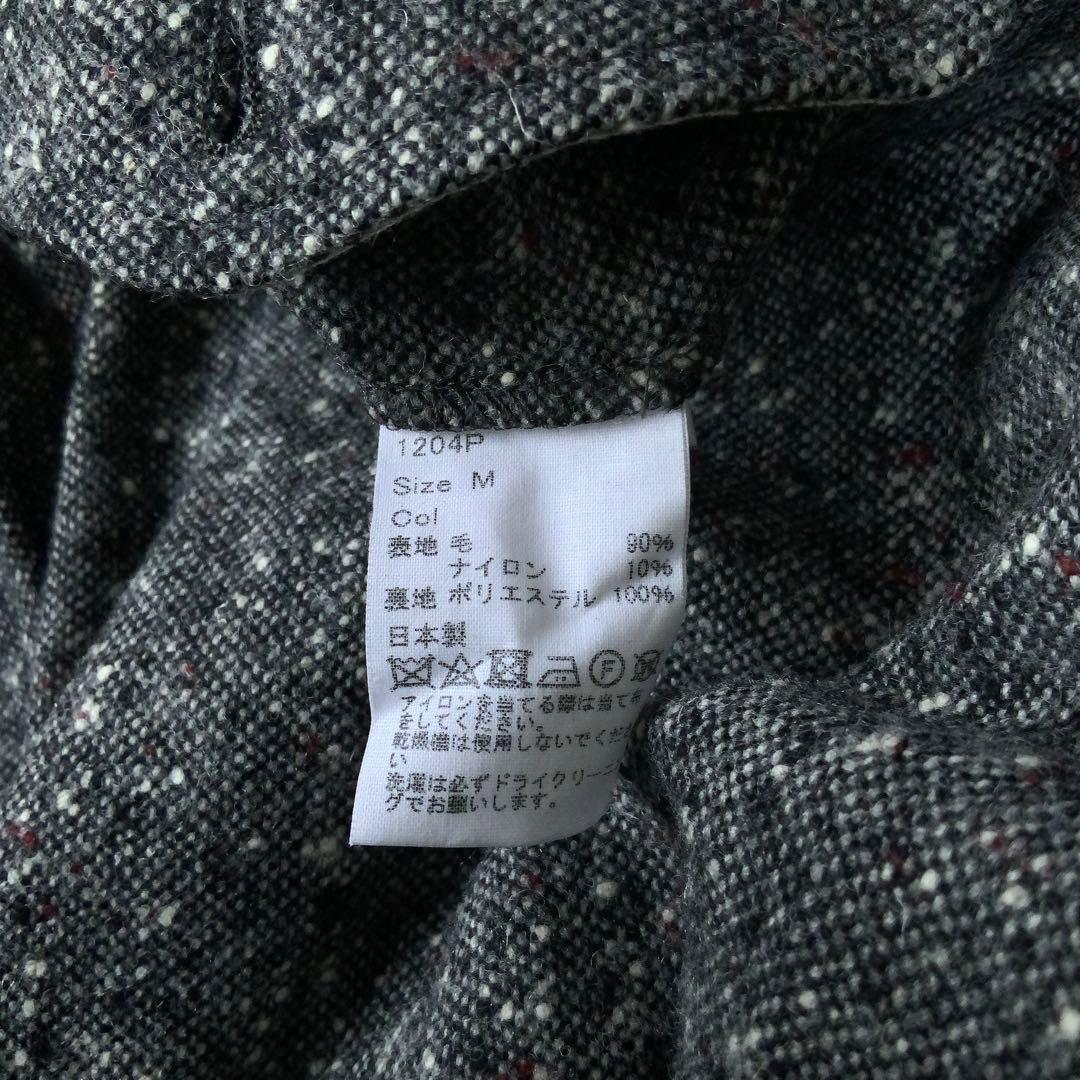 1204P
Size M
Col
表地 毛 90%
ナイロン 10%
裏地 ポリエステル 100%
日本製
F
アイロンを当てる際は当て布
をしてください。
乾燥機は使用しないでくださ
い
洗濯は必ずドライクリーニン
グでお願いします。